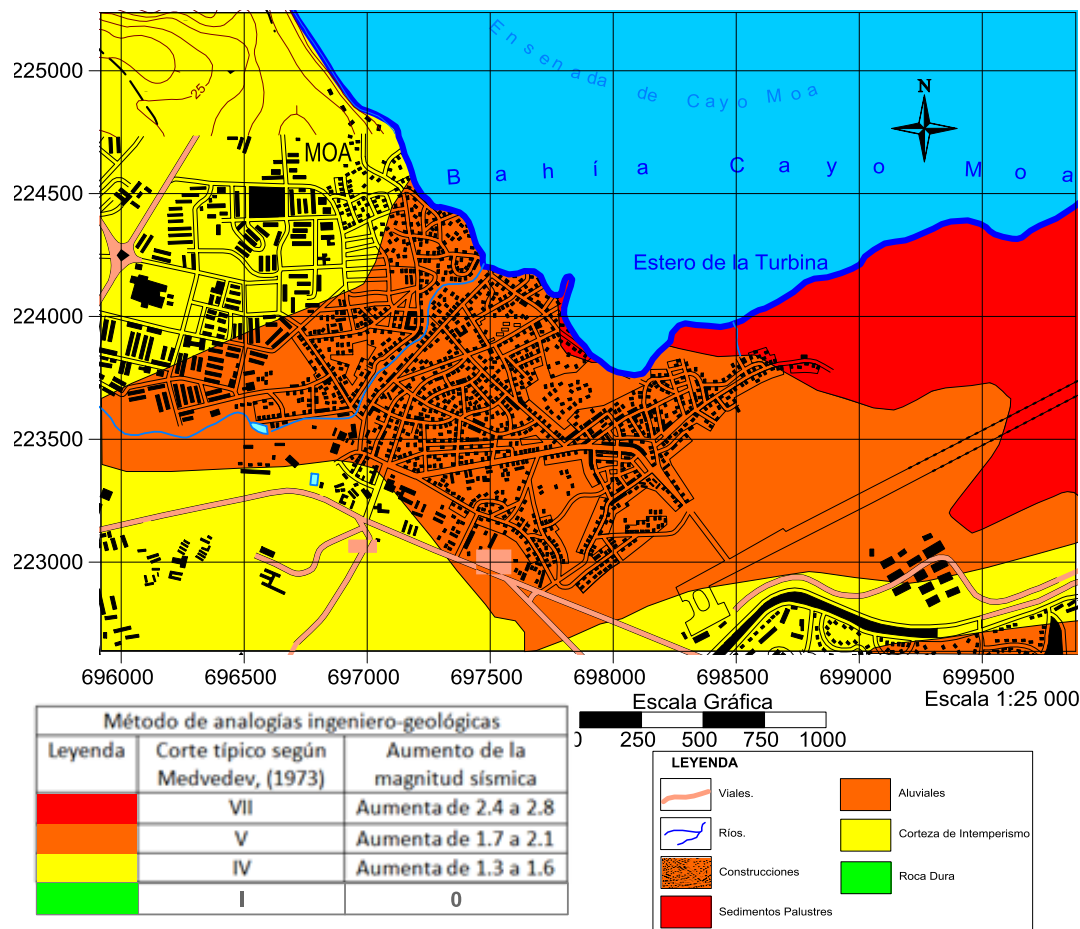 Ensenada de Cayo Moa
225000
25
N
MOA
Bahía Cayo Moa
224500
Estero de la Turbina
224000
223500
223000
696000 696500 697000 697500 698000 698500 699000 699500
Escala Gráfica
Escala 1:25 000
0 250 500 750 1000
Método de analogías ingeniero-geológicas
Leyenda Corte típico según Medvedev, (1973) Aumento de la magnitud sísmica
VII Aumenta de 2.4 a 2.8
V Aumenta de 1.7 a 2.1
IV Aumenta de 1.3 a 1.6
I 0
LEYENDA
Viales.
Ríos.
Construcciones
Sedimentos Palustres
Aluviales
Corteza de Intemperismo
Roca Dura